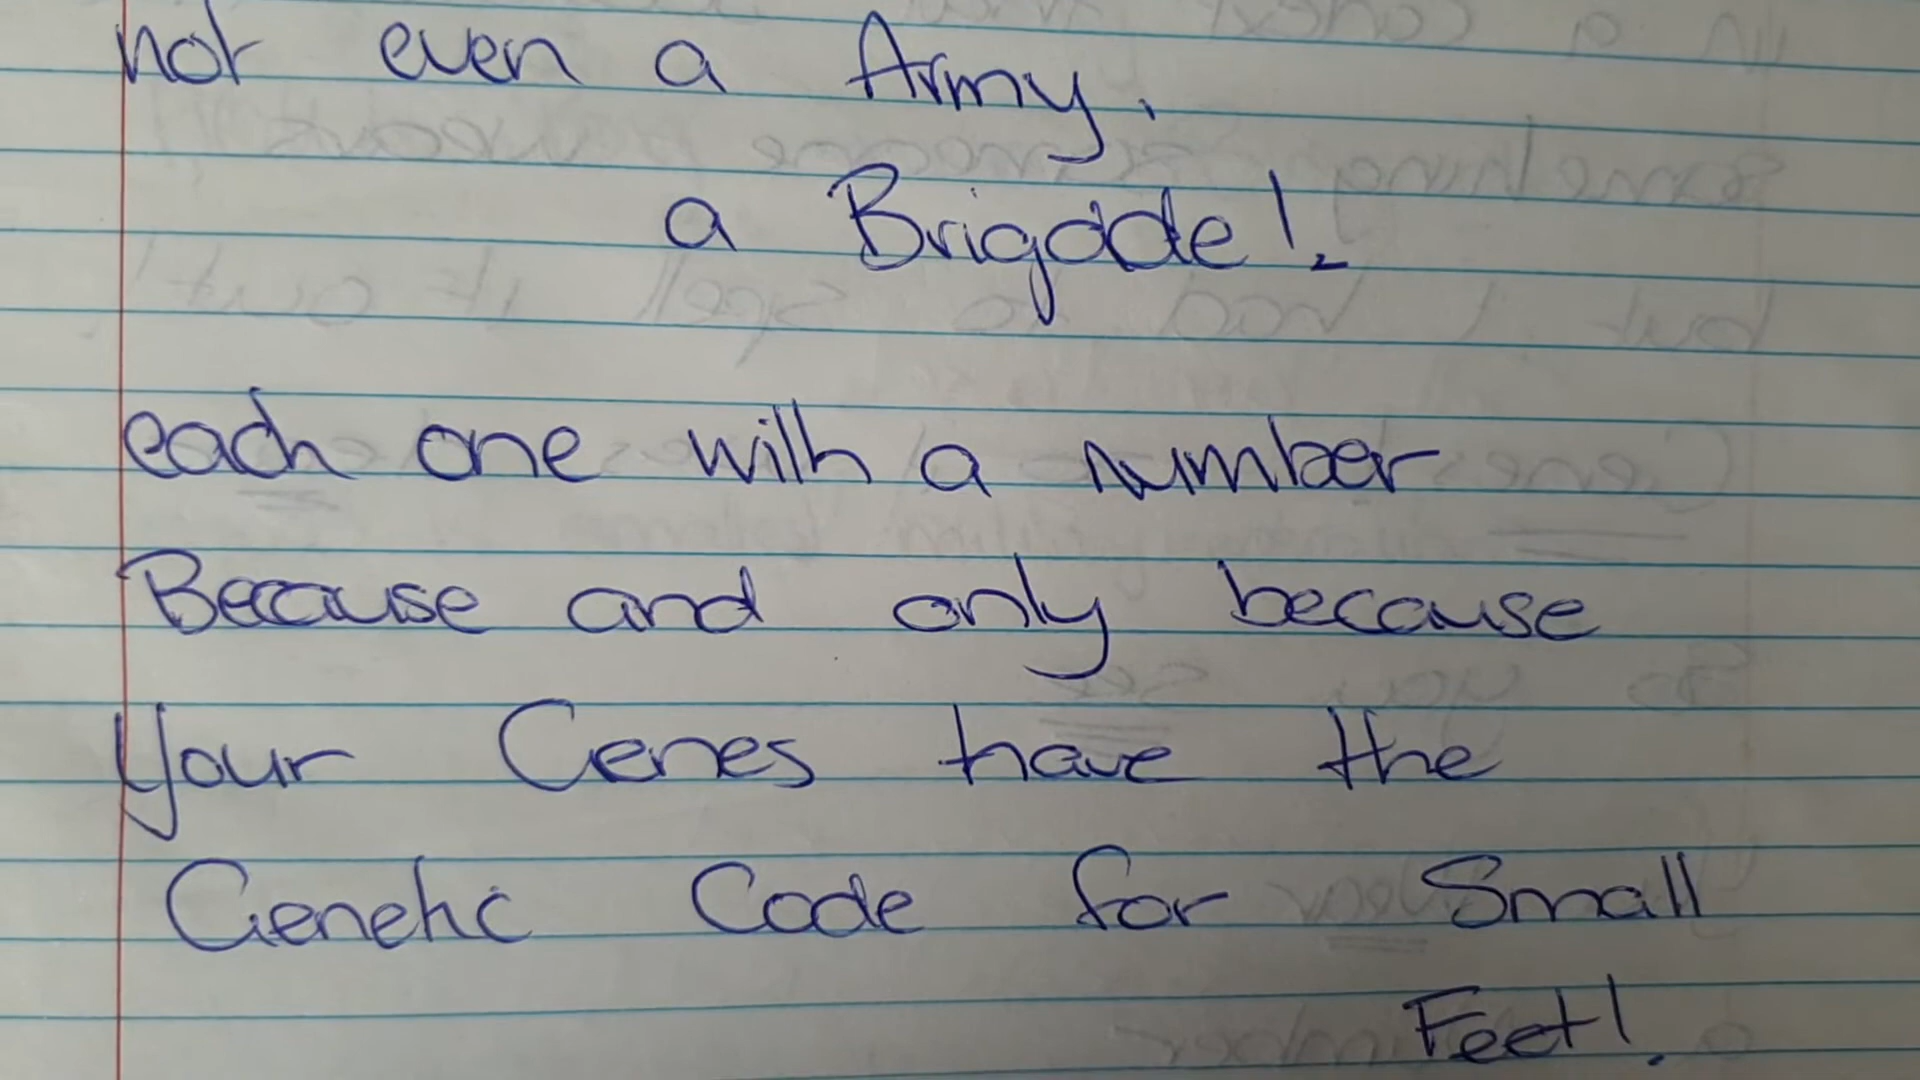 not even a Army.
a Brigade!.
each one with a number
Because and only because
Your Genes have the
Genetic Code for Small
Feet!.